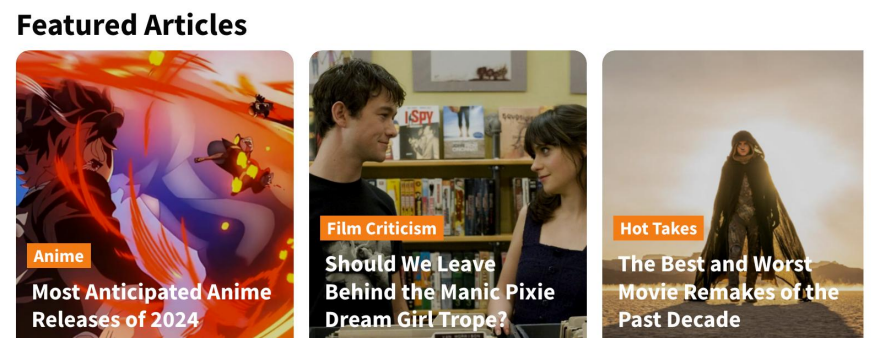 Featured Articles
Anime
Most Anticipated Anime
Releases of 2024
I SPY
Film Criticism
Should We Leave
Behind the Manic Pixie
Dream Girl Trope?
Hot Takes
The Best and Worst
Movie Remakes of the
Past Decade